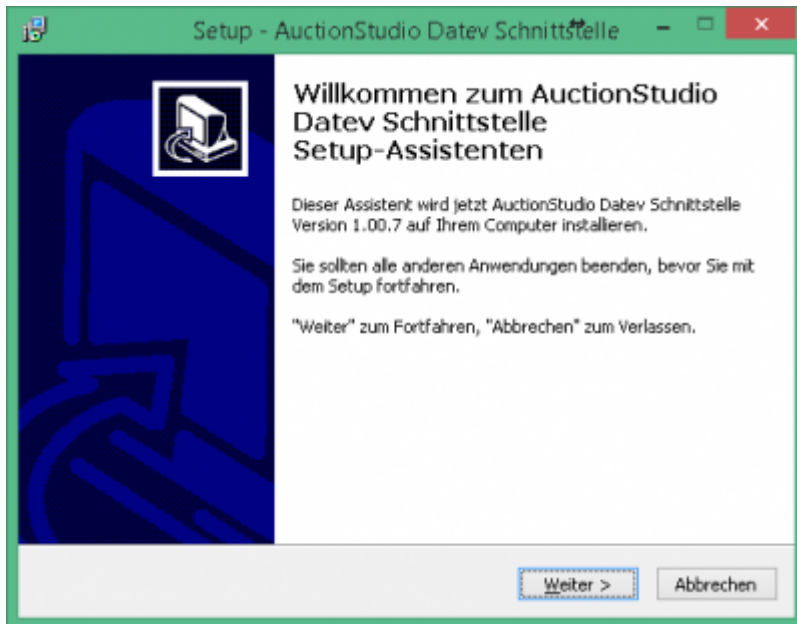 Setup - AuctionStudio Datev Schnittstelle
Willkommen zum AuctionStudio
Datev Schnittstelle
Setup-Assistenten
Dieser Assistent wird jetzt AuctionStudio Datev Schnittstelle
Version 1.00.7 auf Ihrem Computer installieren.
Sie sollten alle anderen Anwendungen beenden, bevor Sie mit
dem Setup fortfahren.
"Weiter" zum Fortfahren, "Abbrechen" zum Verlassen.
Weiter >
Abbrechen